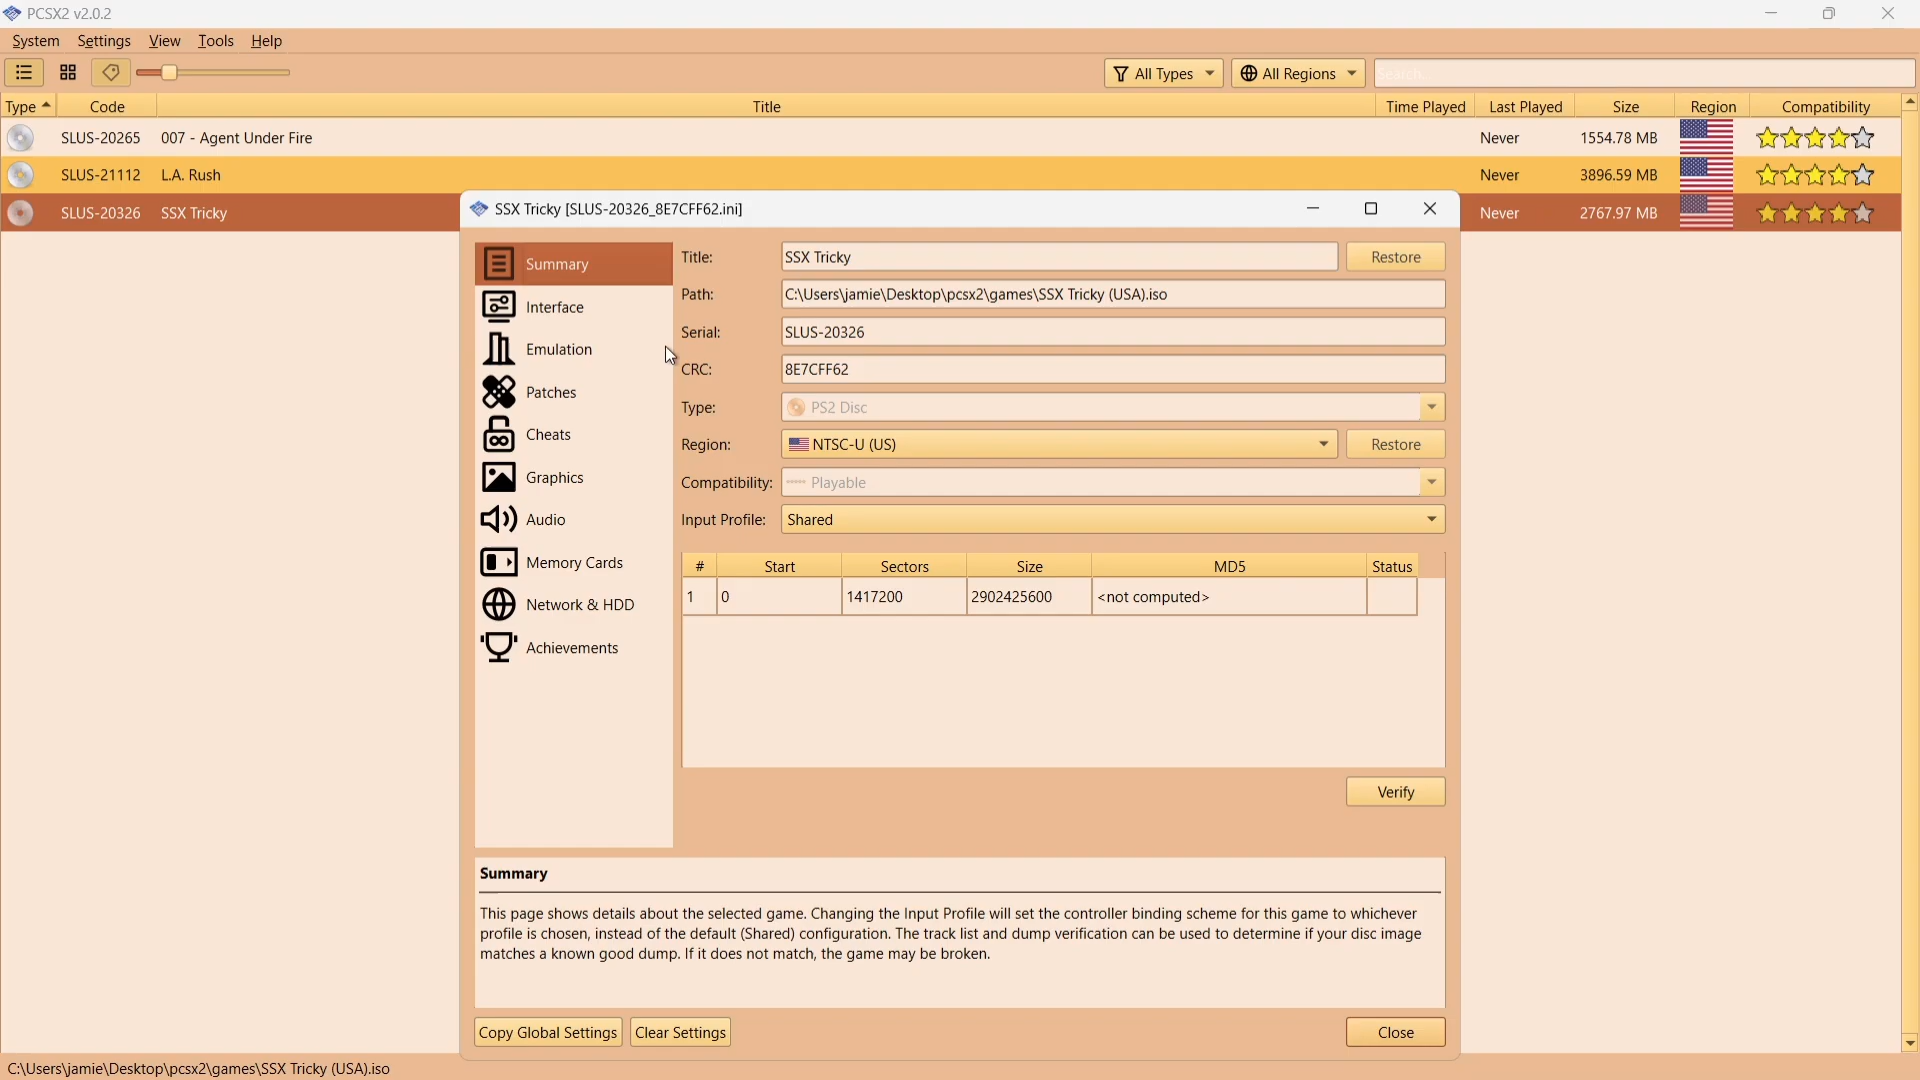 PCSX2 v2.0.2
System Settings View Tools Help
All Types All Regions Search...
Type Code Title Time Played Last Played Size Region Compatibility
SLUS-20265 007 - Agent Under Fire Never 1554.78 MB
SLUS-21112 L.A. Rush Never 3896.59 MB
SLUS-20326 SSX Tricky Never 2767.97 MB
SSX Tricky [SLUS-20326_8E7CFF62.ini]
Summary
Interface
Emulation
Patches
Cheats
Graphics
Audio
Memory Cards
Network & HDD
Achievements
Title: SSX Tricky Restore
Path: C:\Users\jamie\Desktop\pcsx2\games\SSX Tricky (USA).iso
Serial: SLUS-20326
CRC: 8E7CFF62
Type: PS2 Disc
Region: NTSC-U (US) Restore
Compatibility: Playable
Input Profile: Shared
# Start Sectors Size MD5 Status
1 0 1417200 2902425600 <not computed>
Verify
Summary
This page shows details about the selected game. Changing the Input Profile will set the controller binding scheme for this game to whichever
profile is chosen, instead of the default (Shared) configuration. The track list and dump verification can be used to determine if your disc image
matches a known good dump. If it does not match, the game may be broken.
Copy Global Settings Clear Settings Close
C:\Users\jamie\Desktop\pcsx2\games\SSX Tricky (USA).iso